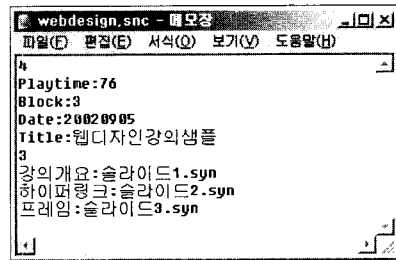 webdesign.snc - 메모장
파일(F) 편집(E) 서식(O) 보기(V) 도움말(H)
4
Playtime:76
Block:3
Date:20020905
Title:웹디자인강의샘플
3
강의개요:슬라이드1.syn
하이퍼링크:슬라이드2.syn
프레임:슬라이드3.syn